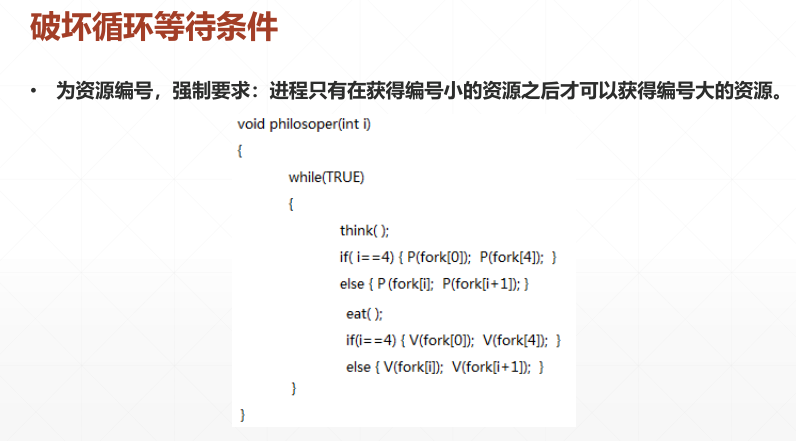 破坏循环等待条件
• 为资源编号，强制要求：进程只有在获得编号小的资源之后才可以获得编号大的资源。
void philosoper(int i)
{
while(TRUE)
{
think( );
if( i==4) { P(fork[0]); P(fork[4]); }
else { P(fork[i]; P(fork[i+1]); }
eat( );
if(i==4) { V(fork[0]); V(fork[4]); }
else { V(fork[i]); V(fork[i+1]); }
}
}